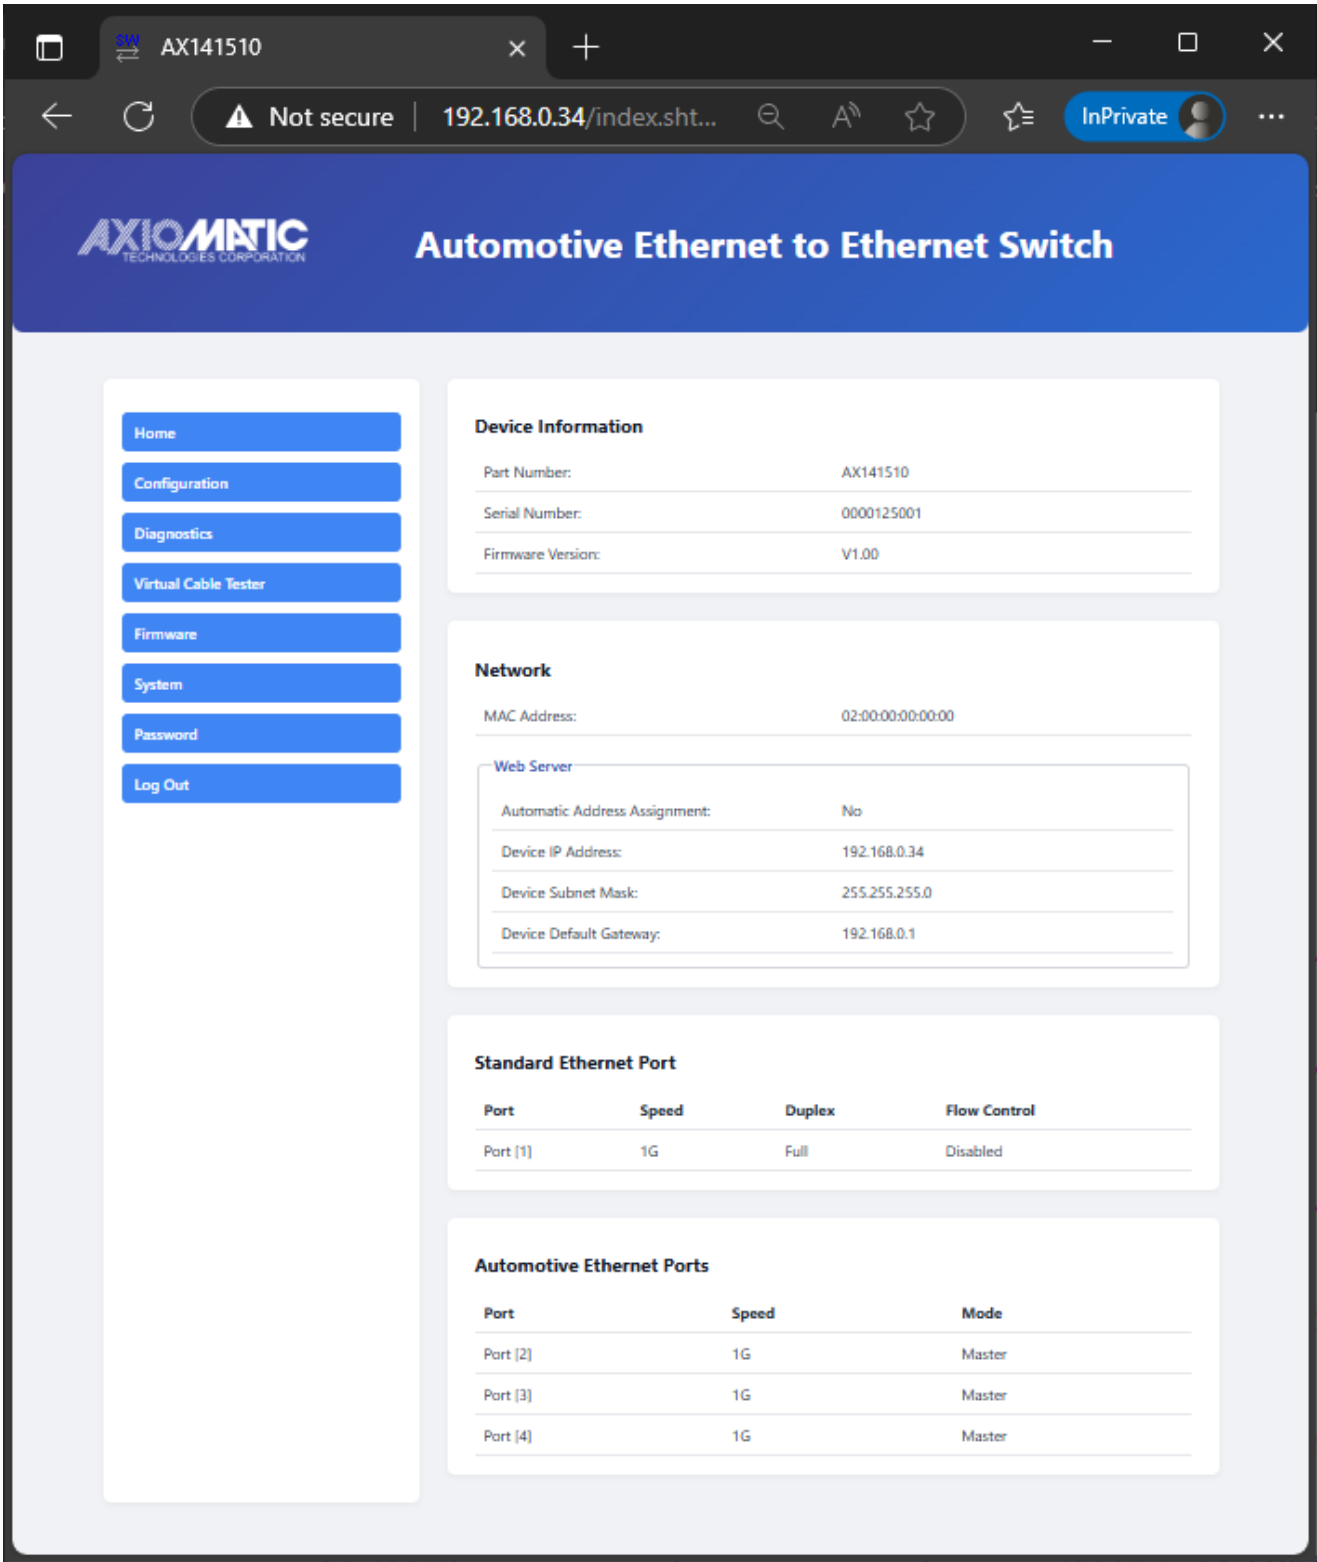 SW AX141510
Not secure 192.168.0.34/index.sht... InPrivate
AXIOMATIC
TECHNOLOGIES CORPORATION
Automotive Ethernet to Ethernet Switch
Home
Configuration
Diagnostics
Virtual Cable Tester
Firmware
System
Password
Log Out
Device Information
Part Number: AX141510
Serial Number: 0000125001
Firmware Version: V1.00
Network
MAC Address: 02:00:00:00:00:00
Web Server
Automatic Address Assignment: No
Device IP Address: 192.168.0.34
Device Subnet Mask: 255.255.255.0
Device Default Gateway: 192.168.0.1
Standard Ethernet Port
Port Speed Duplex Flow Control
Port [1] 1G Full Disabled
Automotive Ethernet Ports
Port Speed Mode
Port [2] 1G Master
Port [3] 1G Master
Port [4] 1G Master